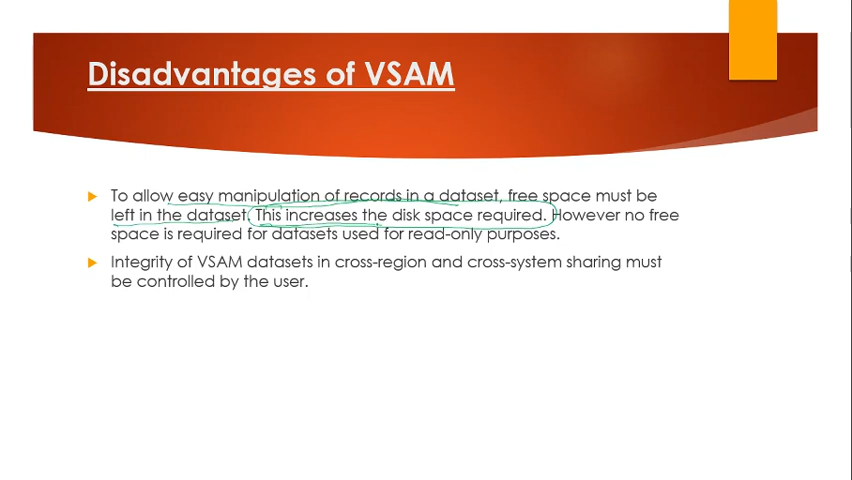 Disadvantages of VSAM
To allow easy manipulation of records in a dataset, free space must be
left in the dataset. This increases the disk space required. However no free
space is required for datasets used for read-only purposes.
Integrity of VSAM datasets in cross-region and cross-system sharing must
be controlled by the user.